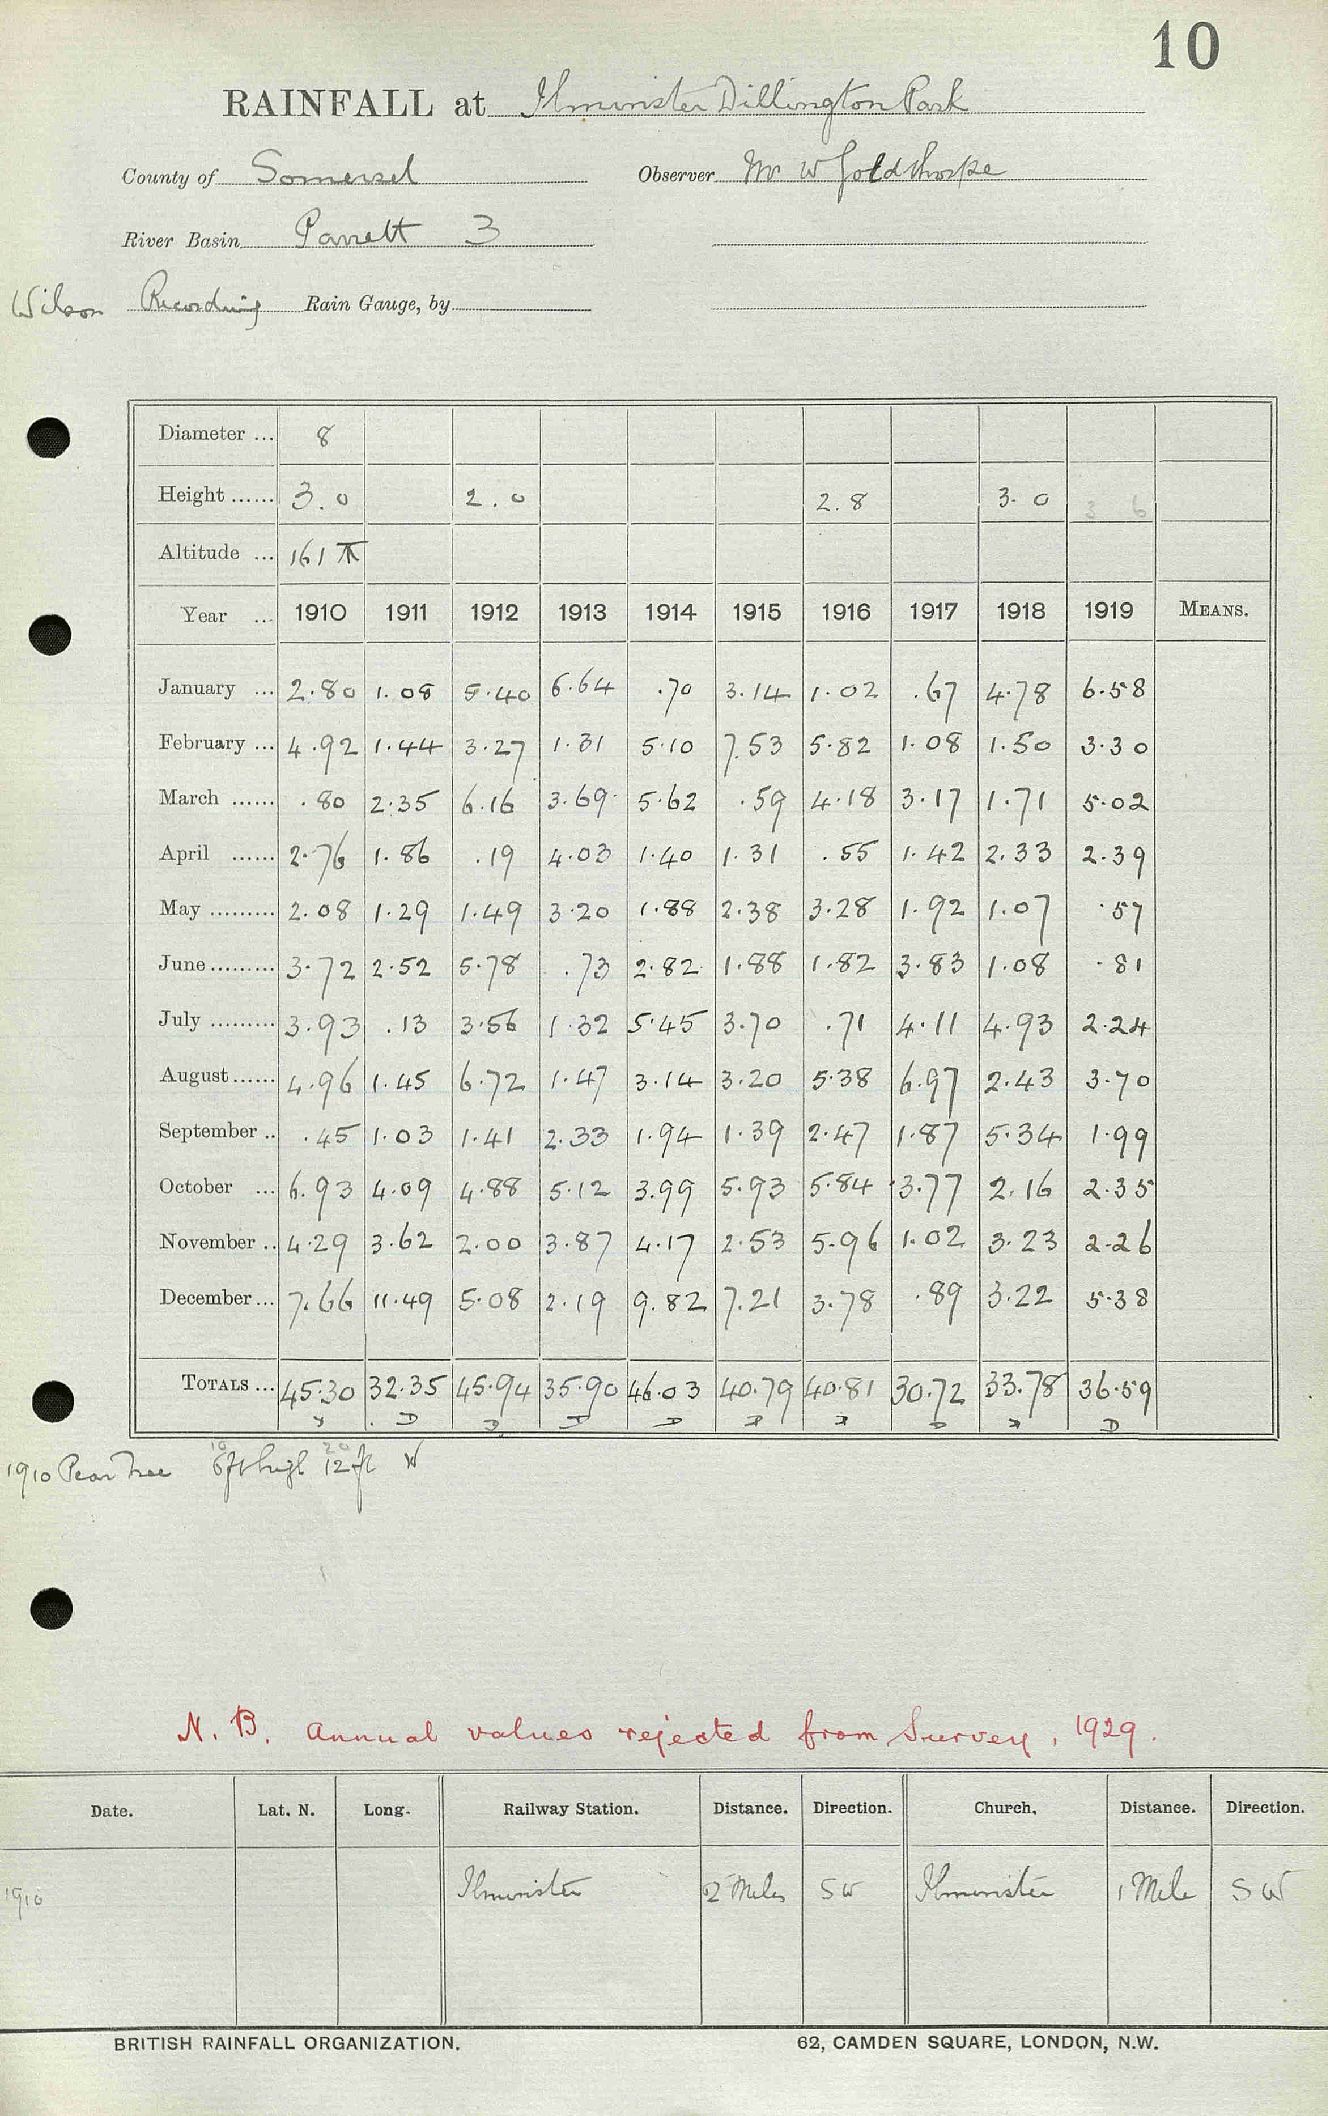 10
RAINFALL at Ilminster Dillington Park
County of Somerset Observer Mr W Goldthorpe
River Basin Parrett 3
Wilson Recording Rain Gauge, by
Diameter ... 8
Height ...... 3.0 2.0 2.8 3.0 3 6
Altitude ... 161
Year ... 1910 1911 1912 1913 1914 1915 1916 1917 1918 1919 MEANS.
January ... 2.80 1.08 5.40 6.64 .70 3.14 1.02 .67 4.78 6.58
February ... 4.92 1.44 3.27 1.31 5.10 7.53 5.82 1.08 1.50 3.30
March ...... .80 2.35 6.16 3.69 5.62 .59 4.18 3.17 1.71 5.02
April ...... 2.76 1.86 .19 4.03 1.40 1.31 .55 1.42 2.33 2.39
May ......... 2.08 1.29 1.49 3.20 1.88 2.38 3.28 1.92 1.07 .57
June ......... 3.72 2.52 5.78 .73 2.82 1.88 1.82 3.83 1.08 .81
July ......... 3.93 .13 3.56 1.32 5.45 3.70 .71 4.11 4.93 2.24
August ...... 4.96 1.45 6.72 1.47 3.14 3.20 5.38 6.97 2.43 3.70
September .. .45 1.03 1.41 2.33 1.94 1.39 2.47 1.87 5.34 1.99
October ... 6.93 4.09 4.88 5.12 3.99 5.93 5.84 3.77 2.16 2.35
November .. 4.29 3.62 2.00 3.87 4.17 2.53 5.96 1.02 3.23 2.26
December ... 7.66 11.49 5.08 2.19 9.82 7.21 3.78 .89 3.22 5.38
TOTALS ... 45.30 32.35 45.94 35.90 46.03 40.79 40.81 30.72 33.78 36.59
D D D D D D D D
1910 Pear Tree 6ft high 12 ft W
N.B. Annual values rejected from Survey, 1929.
Date. Lat. N. Long. Railway Station. Distance. Direction. Church. Distance. Direction.
1910 Ilminster 2 Miles SW Ilminster 1 Mile SW
BRITISH RAINFALL ORGANIZATION. 62, CAMDEN SQUARE, LONDON, N.W.